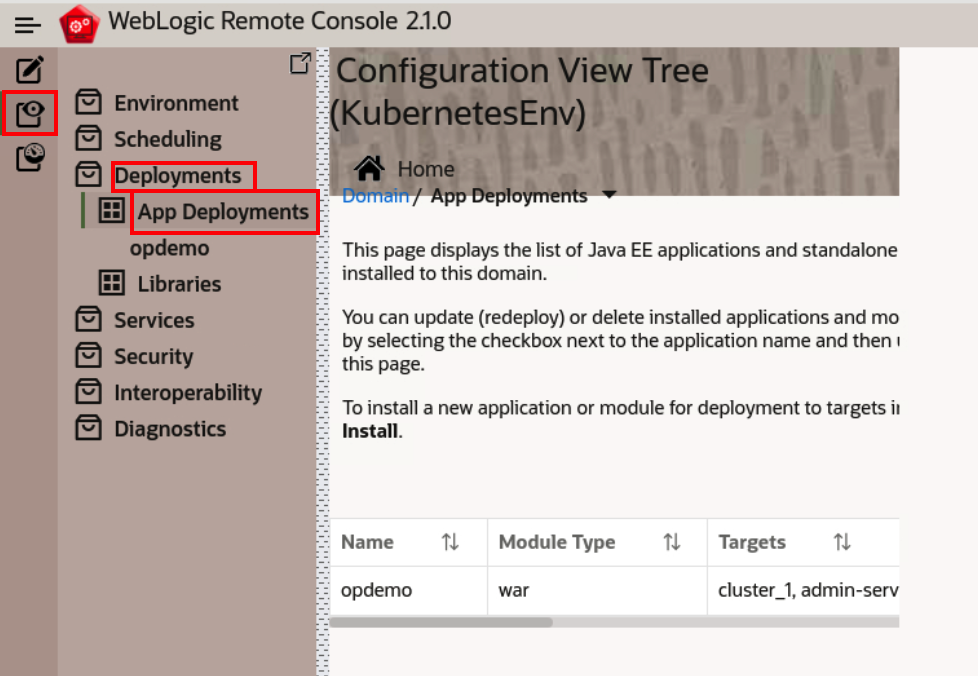 WebLogic Remote Console 2.1.0
Environment
Scheduling
Deployments
App Deployments
opdemo
Libraries
Services
Security
Interoperability
Diagnostics
Configuration View Tree
(KubernetesEnv)
Home
Domain / App Deployments
This page displays the list of Java EE applications and standalone
installed to this domain.
You can update (redeploy) or delete installed applications and mo
by selecting the checkbox next to the application name and then
this page.
To install a new application or module for deployment to targets
Install.
Name Module Type Targets
opdemo war cluster_1, admin-serv